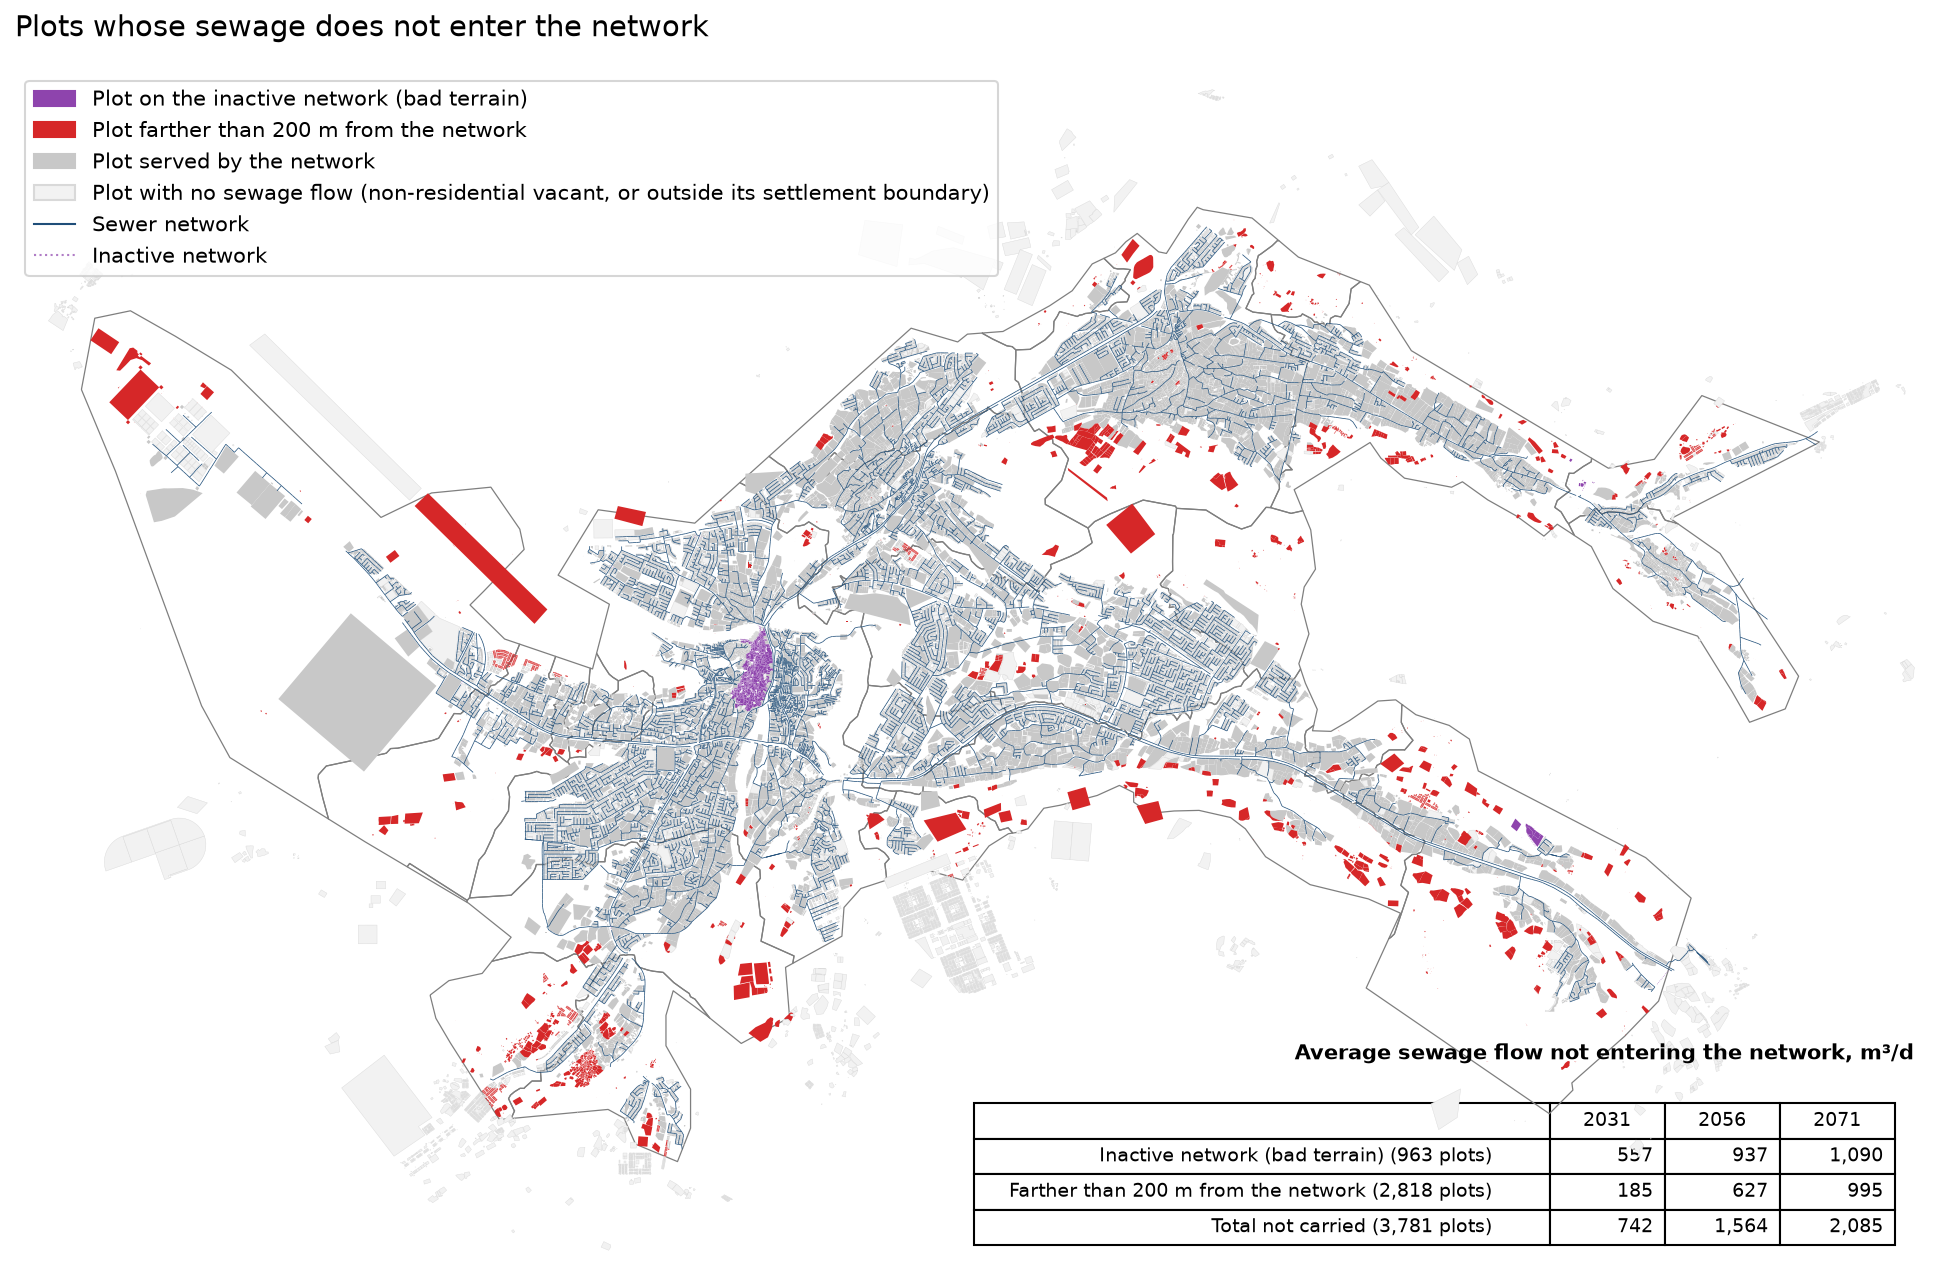 Plots whose sewage does not enter the network
Plot on the inactive network (bad terrain)
Plot farther than 200 m from the network
Plot served by the network
Plot with no sewage flow (non-residential vacant, or outside its settlement boundary)
Sewer network
Inactive network
Average sewage flow not entering the network, m³/d
2031 2056 2071
Inactive network (bad terrain) (963 plots) 557 937 1,090
Farther than 200 m from the network (2,818 plots) 185 627 995
Total not carried (3,781 plots) 742 1,564 2,085